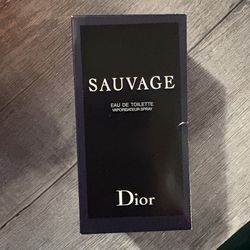 SAUVAGE
EAU DE TOILETTE
VAPORISATEUR SPRAY
Dior